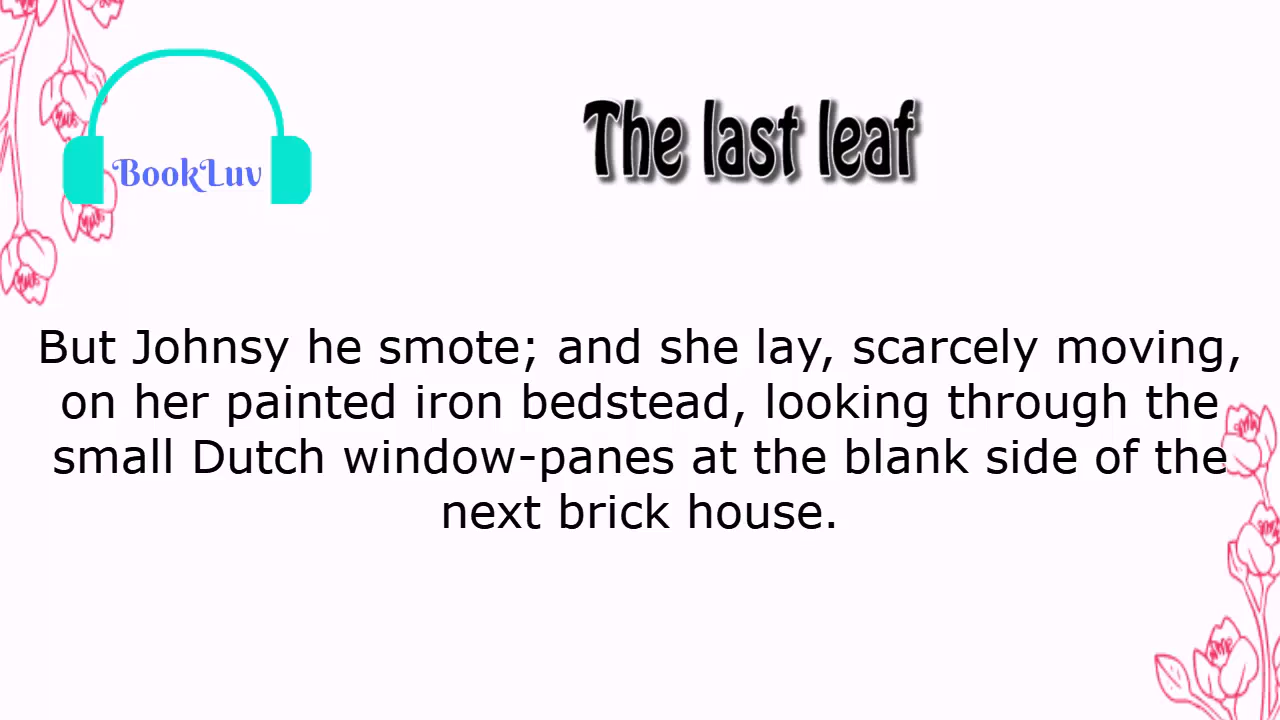 BookLuv
The last leaf
But Johnsy he smote; and she lay, scarcely moving,
on her painted iron bedstead, looking through the
small Dutch window-panes at the blank side of the
next brick house.